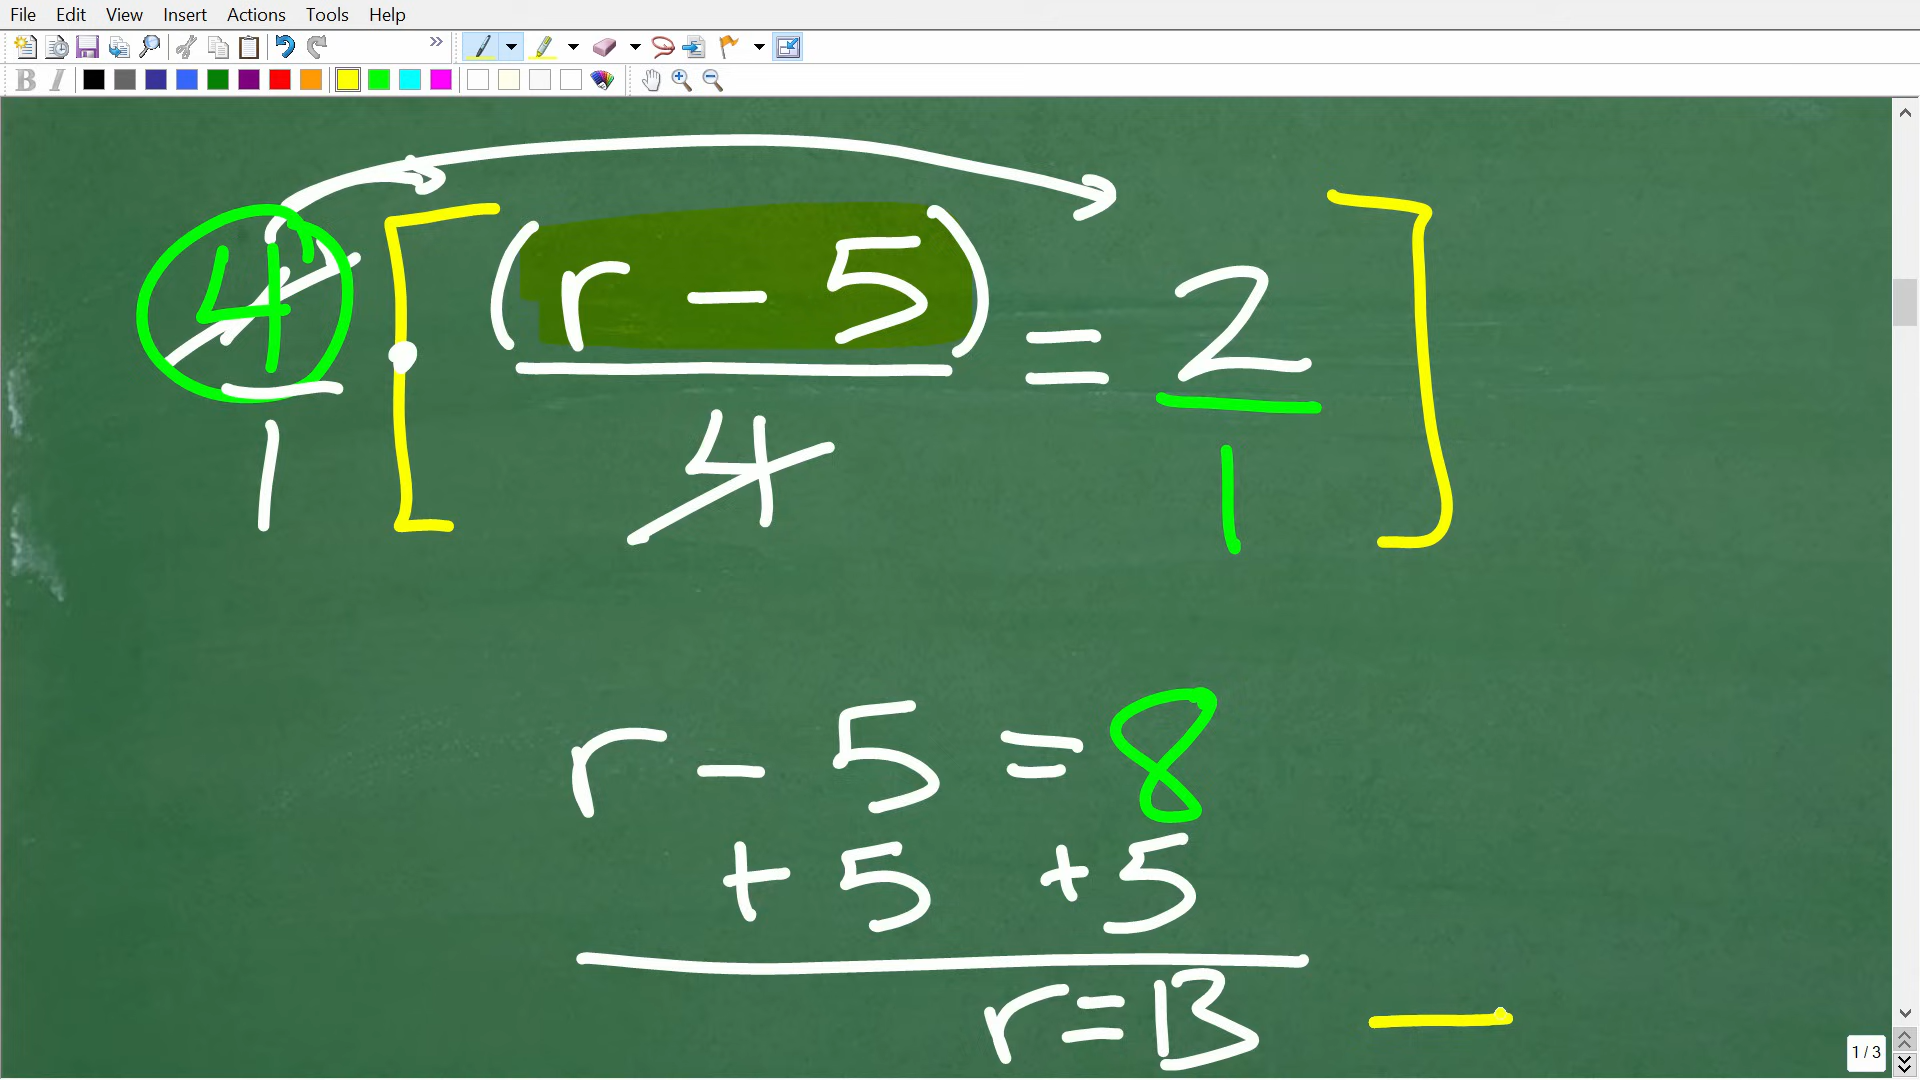 File Edit View Insert Actions Tools Help
B I
4 [ (r - 5) = 2 ]
1 4 1
r - 5 = 8
+ 5 + 5
r = 13
1 / 3